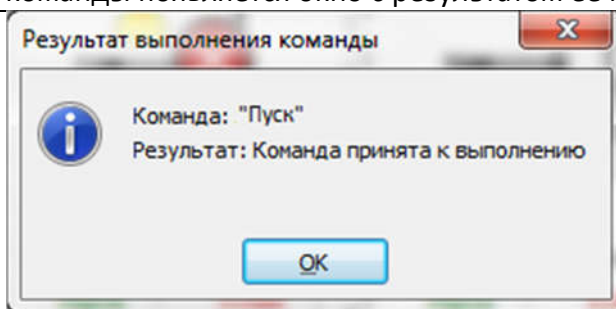 Результат выполнения команды
Команда: "Пуск"
Результат: Команда принята к выполнению
OK